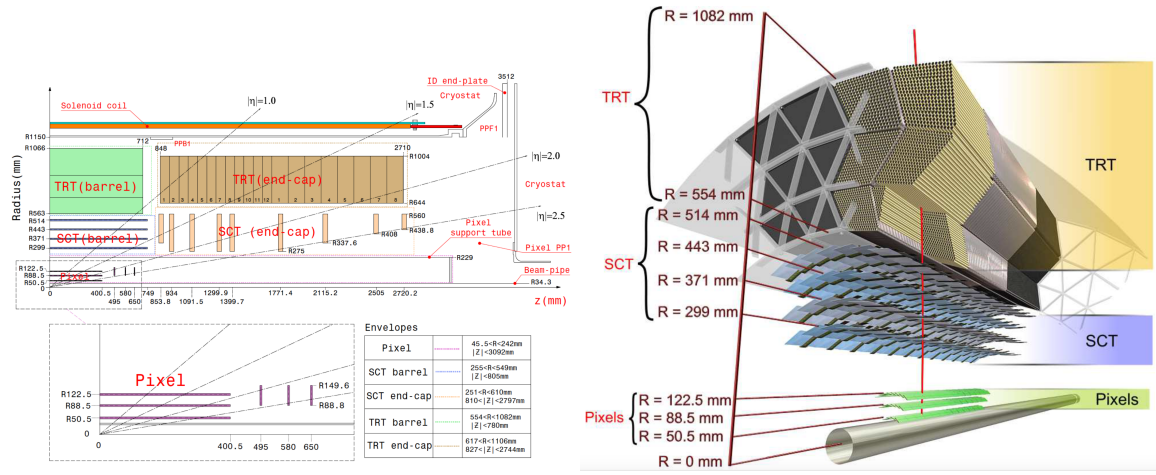 3512
ID end-plate
Cryostat
Solenoid coil
|η|=1.0
|η|=1.5
PPF1
R1150
712
PPB1
R1066
848
2710
R1004
|η|=2.0
TRT(barrel)
TRT(end-cap)
Cryostat
1 2 3 4 5 6 7 8 9 10 11 12 1 2 3 4 5 6 7 8
R563
R644
Radius(mm)
R514
R443
R371
R299
SCT(barrel)
SCT (end-cap)
R560
R438.8
R408
R337.6
R275
|η|=2.5
Pixel
support tube
Pixel PP1
R229
R122.5
R88.5
R50.5
0
Pixel
Beam-pipe
R34.3
0
400.5
495
580
650
749
853.8
934
1091.5
1299.9
1399.7
1771.4
2115.2
2505
2720.2
z(mm)
Pixel
R122.5
R88.5
R50.5
0
R149.6
R88.8
0
400.5
495
580
650
Envelopes
Pixel
45.5<R<242mm
|Z|<3092mm
SCT barrel
255<R<549mm
|Z|<805mm
SCT end-cap
251<R<610mm
810<|Z|<2797mm
TRT barrel
554<R<1082mm
|Z|<780mm
TRT end-cap
617<R<1106mm
827<|Z|<2744mm
R = 1082 mm
TRT
TRT
R = 554 mm
R = 514 mm
R = 443 mm
SCT
R = 371 mm
R = 299 mm
SCT
R = 122.5 mm
Pixels
R = 88.5 mm
R = 50.5 mm
R = 0 mm
Pixels